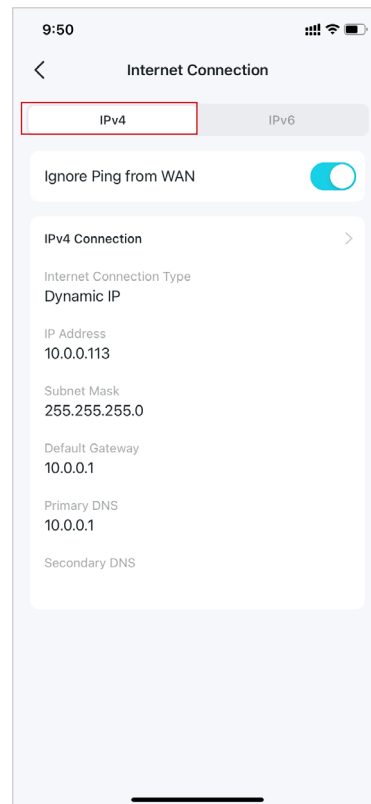 9:50
Internet Connection
IPv4
IPv6
Ignore Ping from WAN
IPv4 Connection
Internet Connection Type
Dynamic IP
IP Address
10.0.0.113
Subnet Mask
255.255.255.0
Default Gateway
10.0.0.1
Primary DNS
10.0.0.1
Secondary DNS